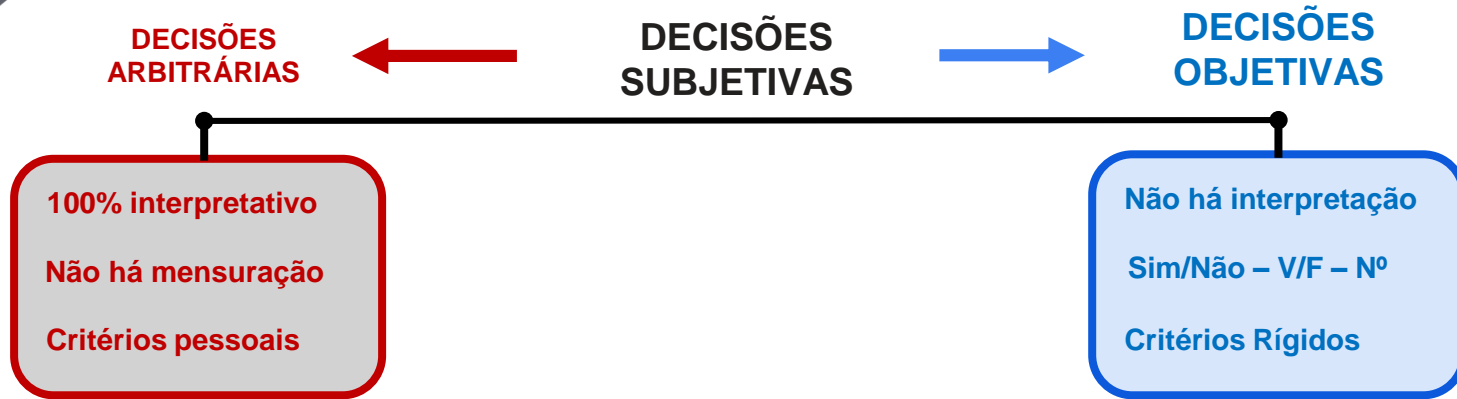 DECISÕES
ARBITRÁRIAS
DECISÕES
SUBJETIVAS
DECISÕES
OBJETIVAS
100% interpretativo
Não há mensuração
Critérios pessoais
Não há interpretação
Sim/Não – V/F – Nº
Critérios Rígidos